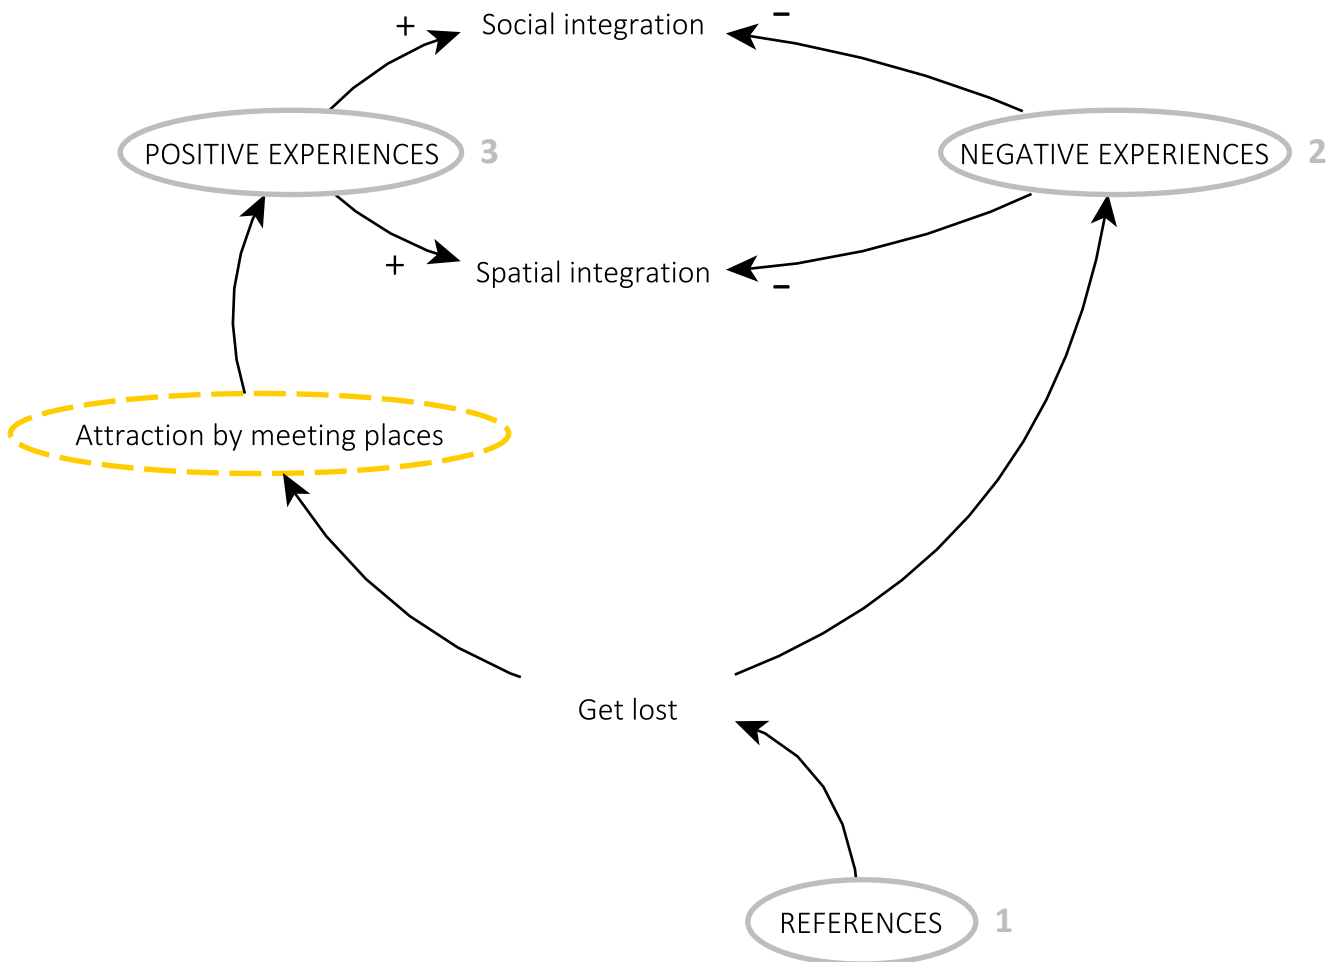 + Social integration −
POSITIVE EXPERIENCES 3
NEGATIVE EXPERIENCES 2
+ Spatial integration −
Attraction by meeting places
Get lost
REFERENCES 1